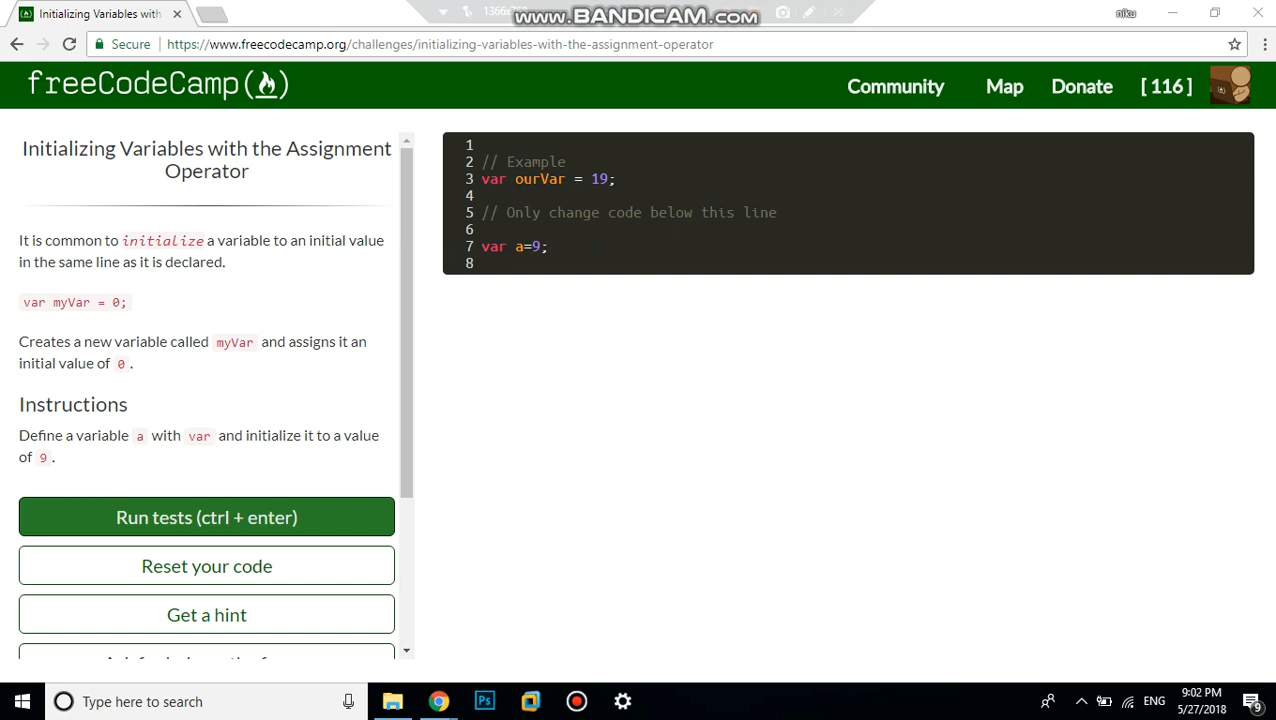 Initializing Variables with
1366x768
www.BANDICAM.com
niku
Secure
https://www.freecodecamp.org/challenges/initializing-variables-with-the-assignment-operator
freeCodeCamp
Community
Map
Donate
[ 116 ]
Initializing Variables with the Assignment
Operator
It is common to initialize a variable to an initial value
in the same line as it is declared.
var myVar = 0;
Creates a new variable called myVar and assigns it an
initial value of 0 .
Instructions
Define a variable a with var and initialize it to a value
of 9 .
Run tests (ctrl + enter)
Reset your code
Get a hint
1
2 // Example
3 var ourVar = 19;
4
5 // Only change code below this line
6
7 var a=9;
8
Type here to search
Ps
ENG
9:02 PM
5/27/2018
9